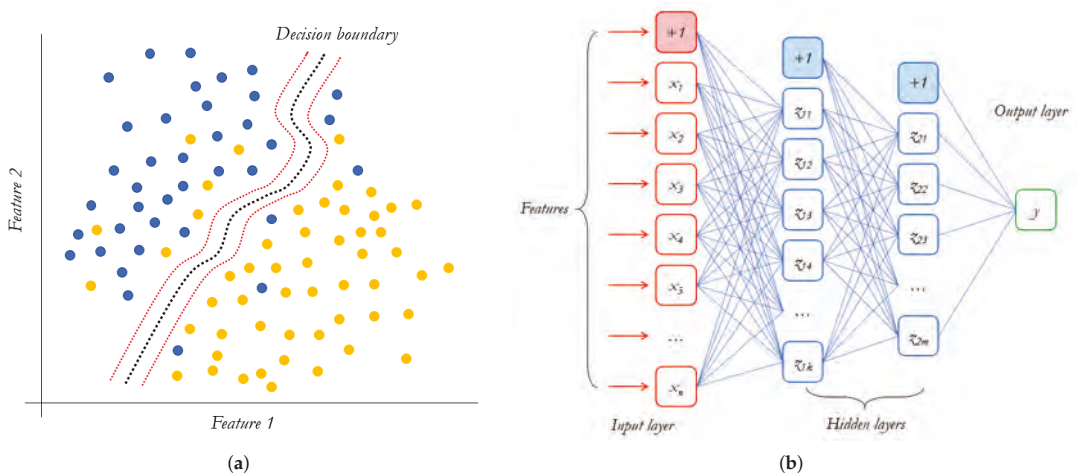 Decision boundary
Feature 2
Feature 1
(a)
+1
x1
x2
x3
x4
x5
...
xn
Features
Input layer
+1
z11
z12
z13
z14
...
z1k
+1
z21
z22
z23
...
z2m
Hidden layers
Output layer
y
(b)